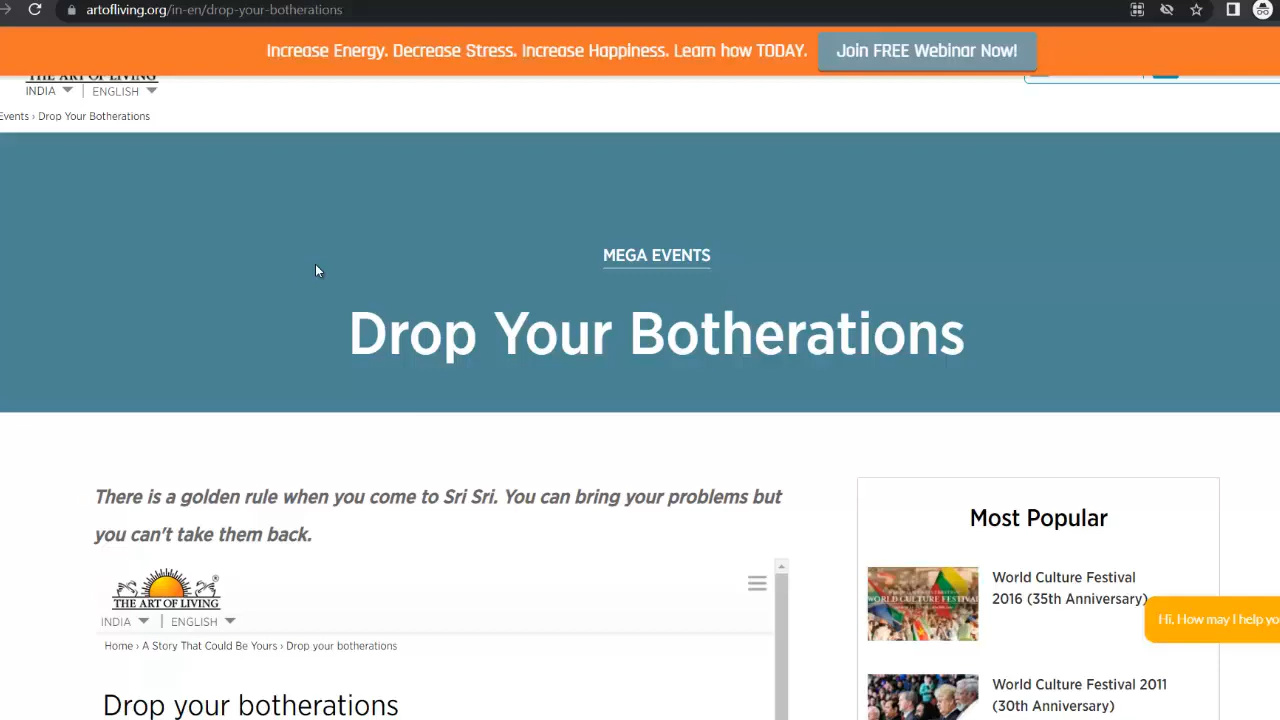 artofliving.org/in-en/drop-your-botherations
Increase Energy. Decrease Stress. Increase Happiness. Learn how TODAY.
Join FREE Webinar Now!
THE ART OF LIVING
INDIA
ENGLISH
Events › Drop Your Botherations
MEGA EVENTS
Drop Your Botherations
There is a golden rule when you come to Sri Sri. You can bring your problems but
you can't take them back.
THE ART OF LIVING
INDIA
ENGLISH
Home › A Story That Could Be Yours › Drop your botherations
Drop your botherations
Most Popular
WORLD CULTURE FESTIVAL
World Culture Festival
2016 (35th Anniversary)
Hi, How may I help yo
World Culture Festival 2011
(30th Anniversary)